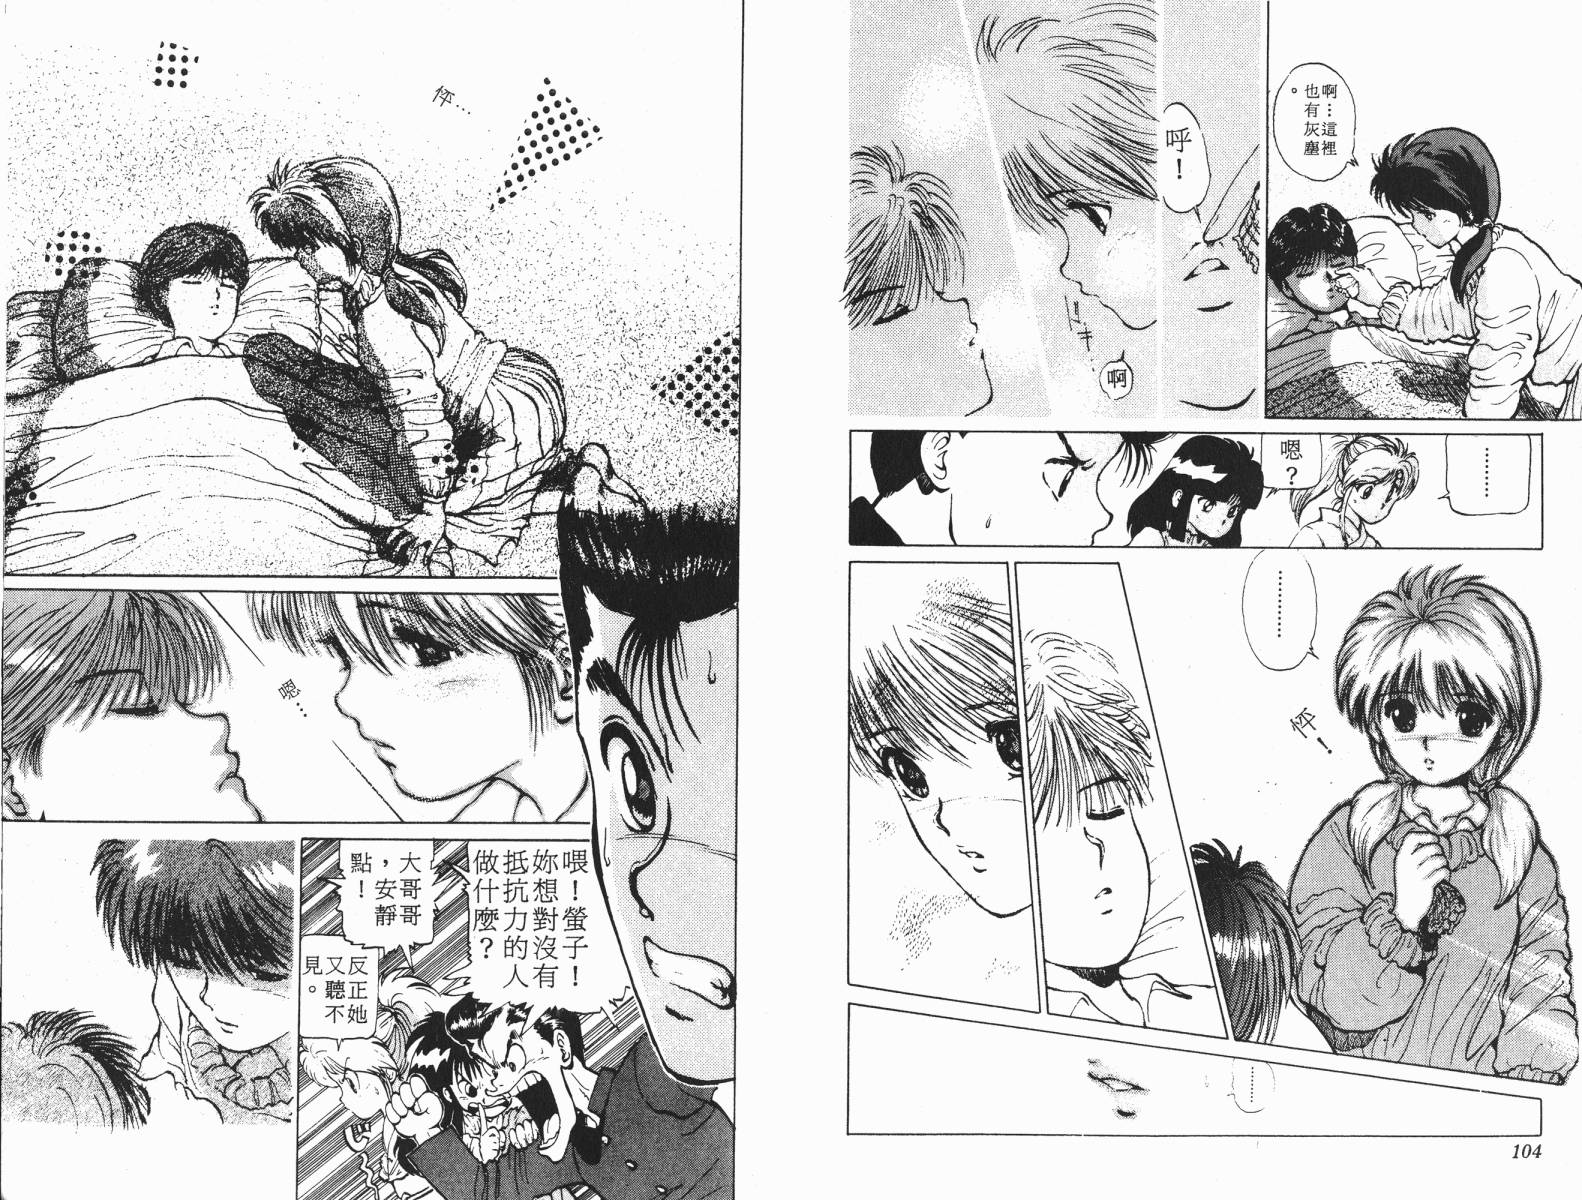 啊…這裡
也有灰塵
。
呼！
啊
嗯？
………
………
怦！
………
104
怦…
嗯…
喂！螢子！
妳想對沒有
抵抗力的人
做什麼？
大哥哥
，安靜
點！
反正她
又聽不
見。